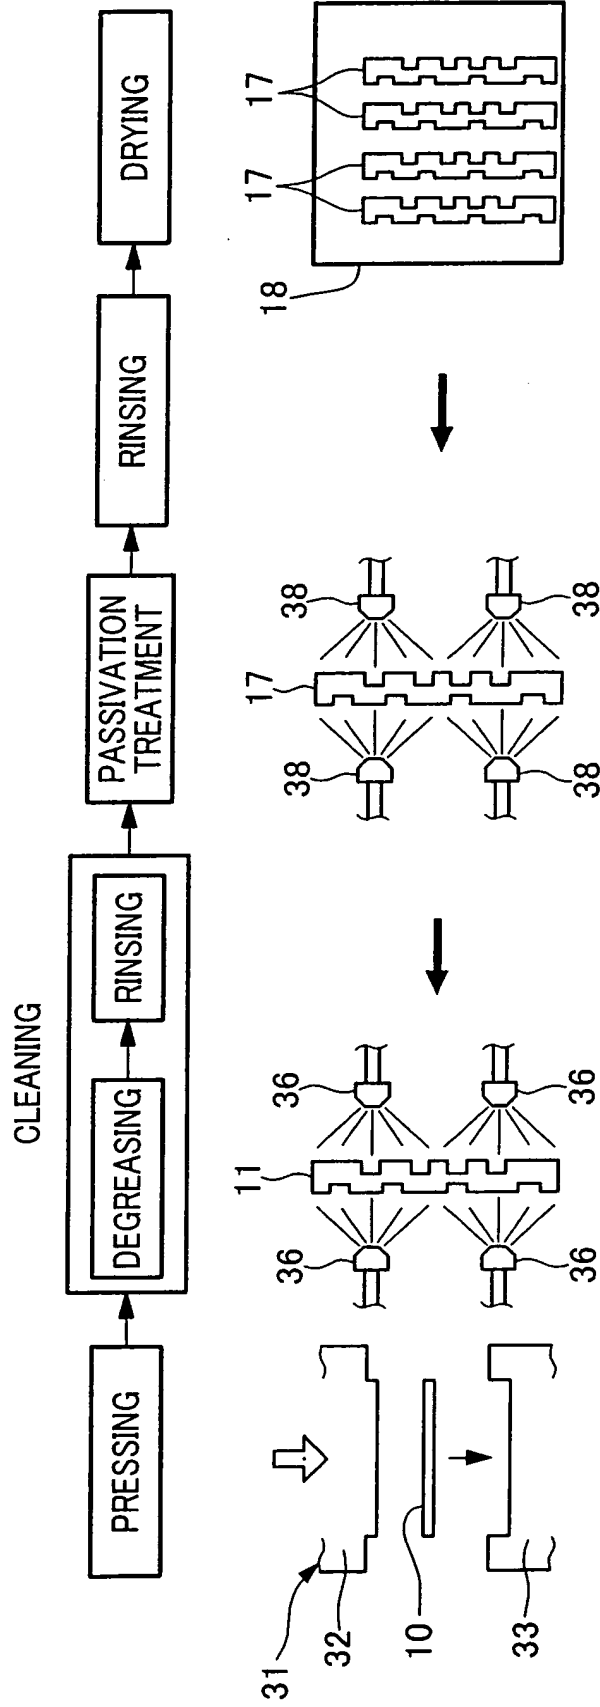 CLEANING
PRESSING
DEGREASING
RINSING
PASSIVATION
TREATMENT
RINSING
DRYING
31
32
10
33
36
36
11
36
36
38
38
17
38
38
18
17
17